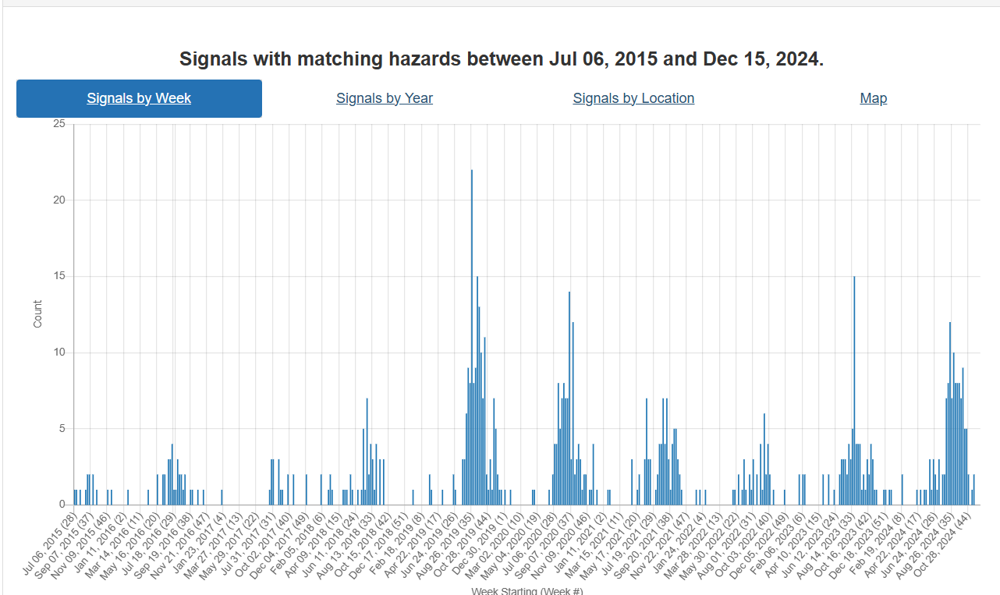 Signals with matching hazards between Jul 06, 2015 and Dec 15, 2024.
Signals by Week
Signals by Year
Signals by Location
Map
25
20
15
10
5
0
Count
Jul 06, 2015 (28)
Sep 07, 2015 (37)
Nov 09, 2015 (46)
Jan 11, 2016 (2)
Mar 14, 2016 (11)
May 16, 2016 (20)
Jul 18, 2016 (29)
Sep 19, 2016 (38)
Nov 21, 2016 (47)
Jan 23, 2017 (4)
Mar 27, 2017 (13)
May 29, 2017 (22)
Jul 31, 2017 (31)
Oct 02, 2017 (40)
Dec 04, 2017 (49)
Feb 05, 2018 (6)
Apr 09, 2018 (15)
Jun 11, 2018 (24)
Aug 13, 2018 (33)
Oct 15, 2018 (42)
Dec 17, 2018 (51)
Feb 18, 2019 (8)
Apr 22, 2019 (17)
Jun 24, 2019 (26)
Aug 26, 2019 (35)
Oct 28, 2019 (44)
Dec 30, 2019 (1)
Mar 02, 2020 (10)
May 04, 2020 (19)
Jul 06, 2020 (28)
Sep 07, 2020 (37)
Nov 09, 2020 (46)
Jan 11, 2021 (2)
Mar 15, 2021 (11)
May 17, 2021 (20)
Jul 19, 2021 (29)
Sep 20, 2021 (38)
Nov 22, 2021 (47)
Jan 24, 2022 (4)
Mar 28, 2022 (13)
May 30, 2022 (22)
Aug 01, 2022 (31)
Oct 03, 2022 (40)
Dec 05, 2022 (49)
Feb 06, 2023 (6)
Apr 10, 2023 (15)
Jun 12, 2023 (24)
Aug 14, 2023 (33)
Oct 16, 2023 (42)
Dec 18, 2023 (51)
Feb 19, 2024 (8)
Apr 22, 2024 (17)
Jun 24, 2024 (26)
Aug 26, 2024 (35)
Oct 28, 2024 (44)
Week Starting (Week #)